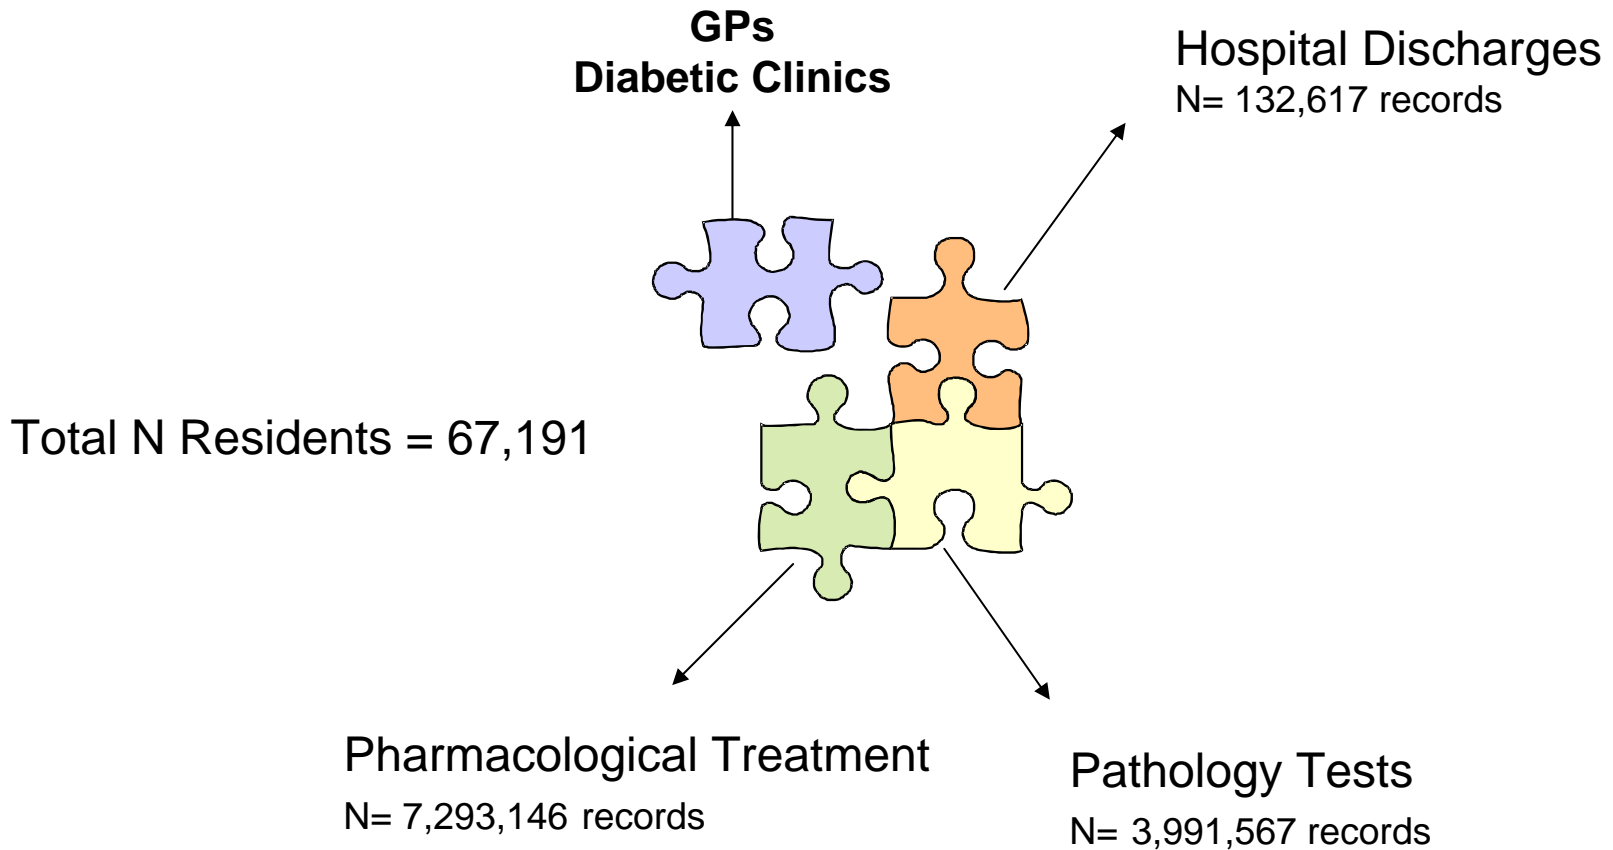 GPs
Diabetic Clinics
Hospital Discharges
N= 132,617 records
Total N Residents = 67,191
Pharmacological Treatment
N= 7,293,146 records
Pathology Tests
N= 3,991,567 records